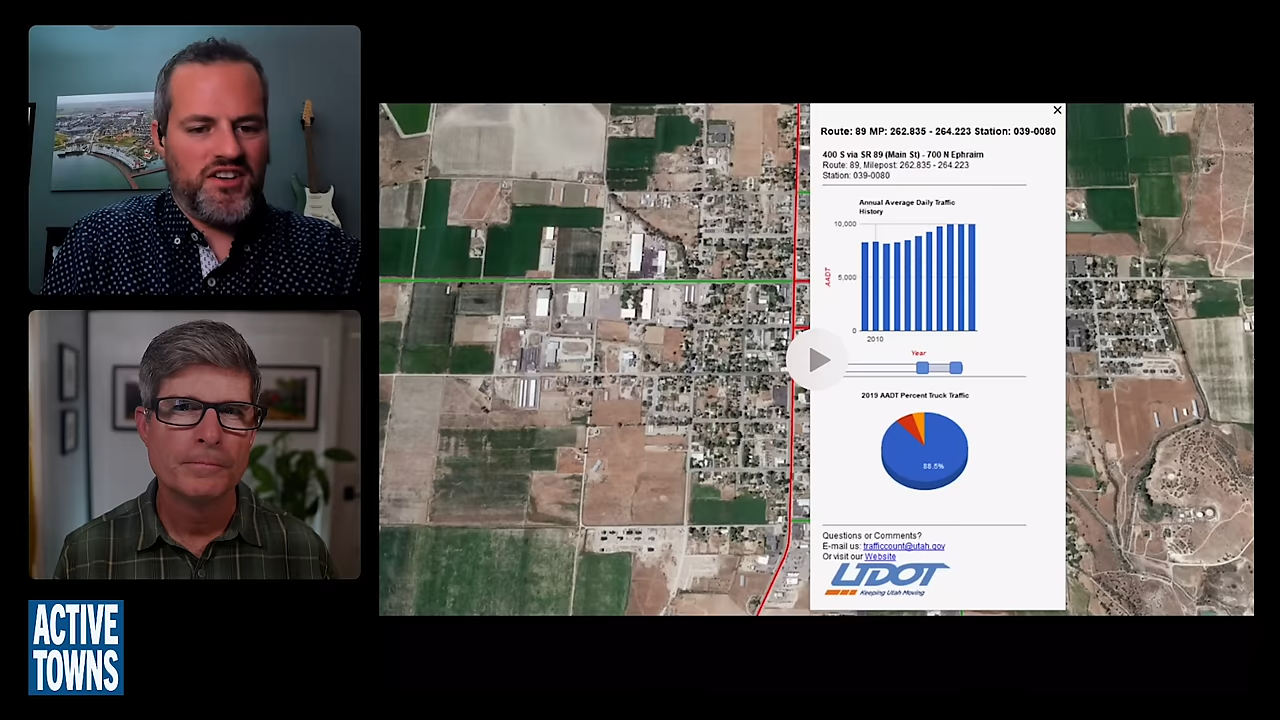 Route: 89 MP: 262.835 - 264.223 Station: 039-0080
400 S via SR 89 (Main St) - 700 N Ephraim
Route: 89, Milepost: 262.835 - 264.223
Station: 039-0080
Annual Average Daily Traffic
History
10,000
5,000
0
AADT
2010
Year
2019 AADT Percent Truck Traffic
88.5%
Questions or Comments?
E-mail us: trafficcount@utah.gov
Or visit our Website
UDOT
Keeping Utah Moving
ACTIVE
TOWNS